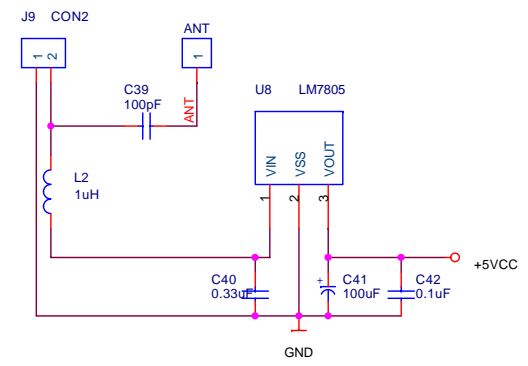 J9 CON2
ANT
1
2
1
C39
100pF
ANT
U8 LM7805
VIN
VSS
VOUT
1
2
3
L2
1uH
+5VCC
C40
0.33uF
+
C41
100uF
C42
0.1uF
GND